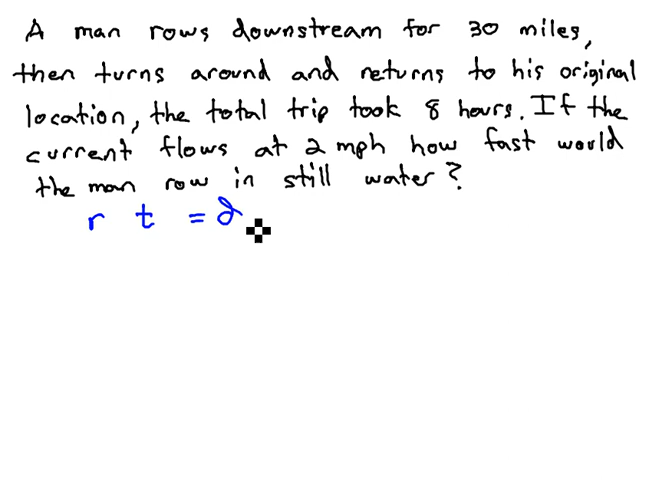 A man rows downstream for 30 miles,
then turns around and returns to his original
location, the total trip took 8 hours. If the
current flows at 2 mph how fast would
the man row in still water?
r t = d